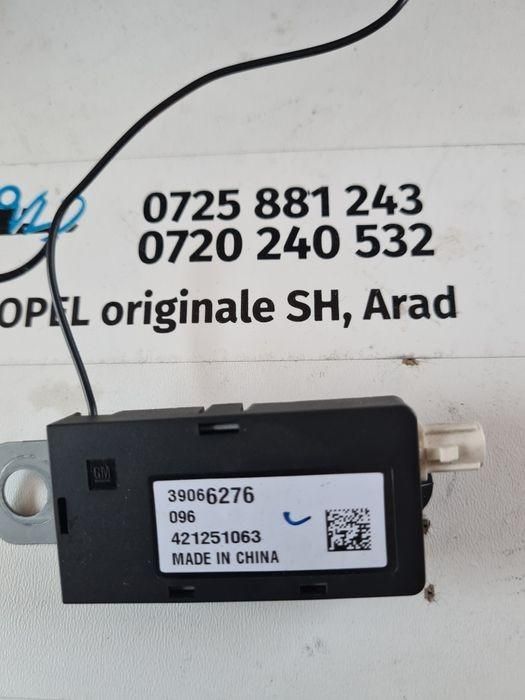 0725 881 243
0720 240 532
OPEL originale SH, Arad
GM
39066276
096
421251063
MADE IN CHINA